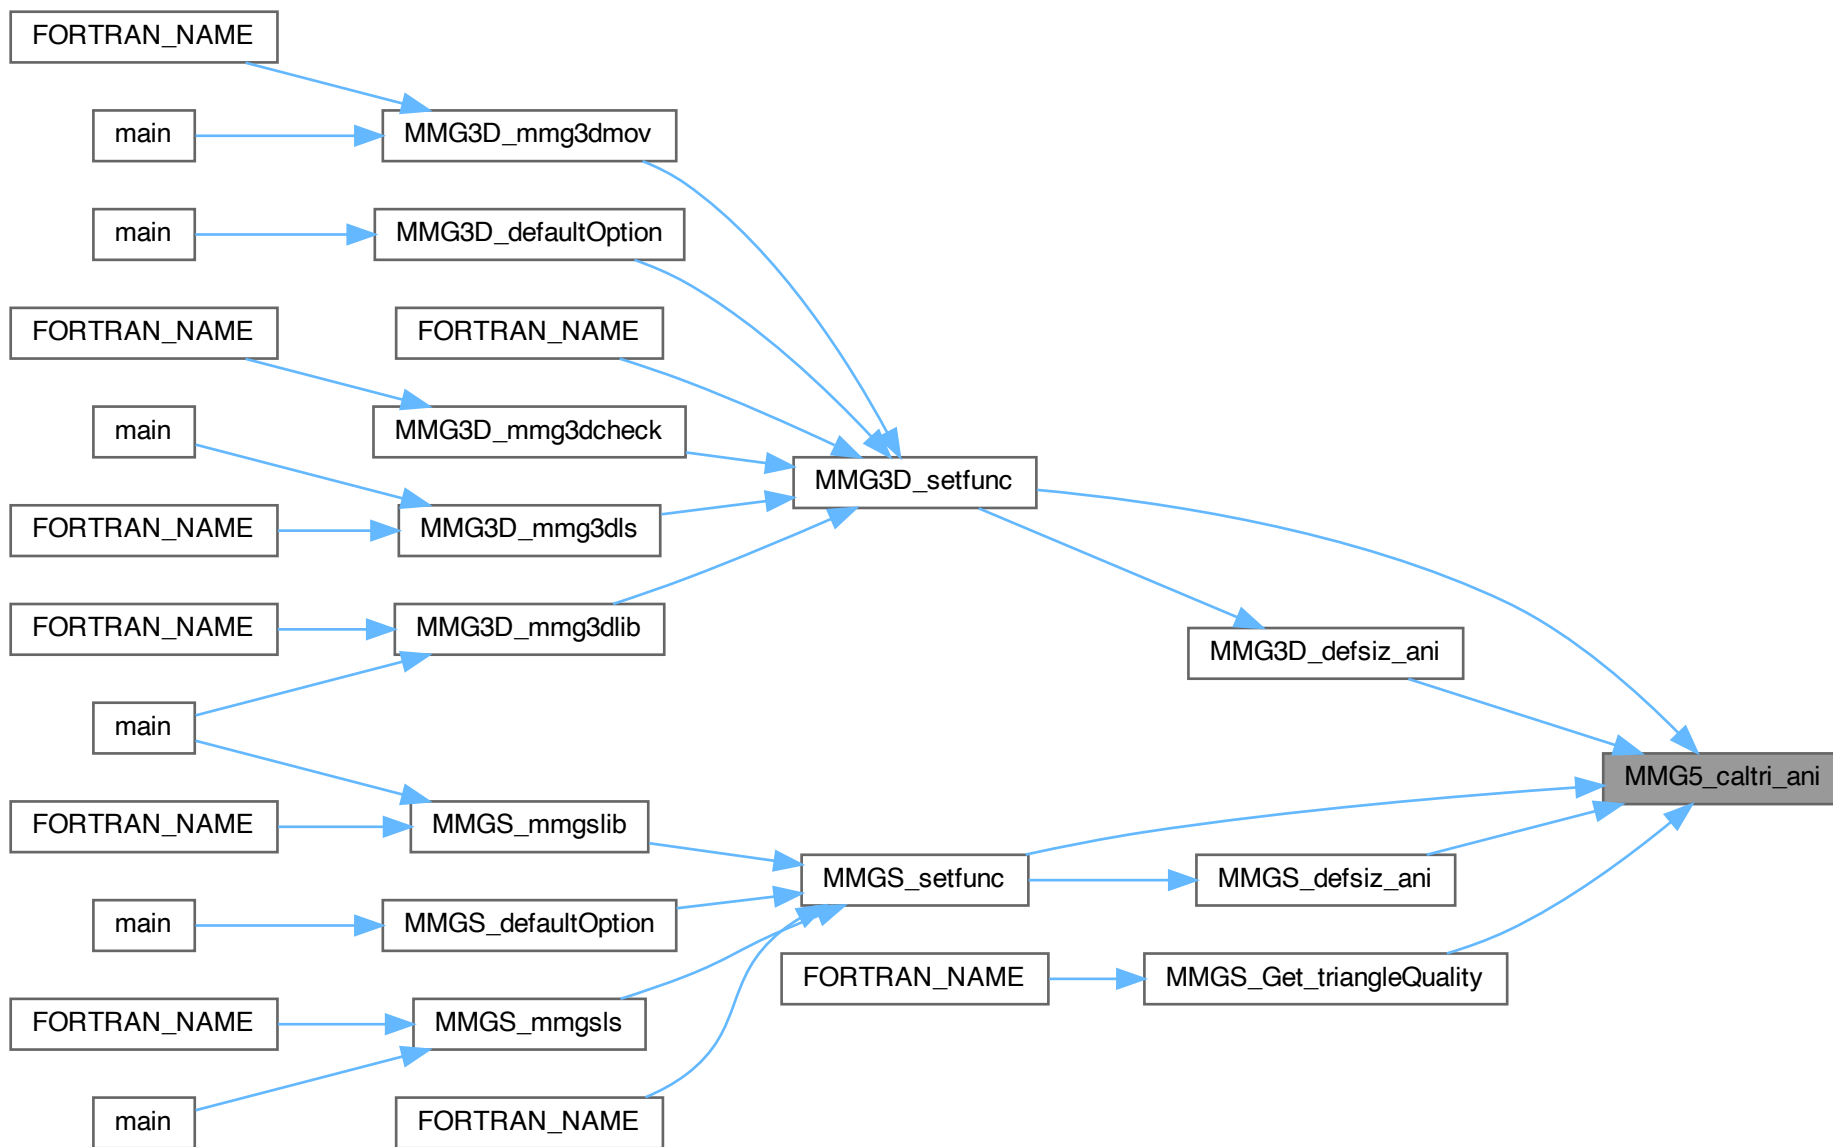 FORTRAN_NAME
main
MMG3D_mmg3dmov
main
MMG3D_defaultOption
FORTRAN_NAME
FORTRAN_NAME
main
MMG3D_mmg3dcheck
MMG3D_setfunc
FORTRAN_NAME
MMG3D_mmg3dls
FORTRAN_NAME
MMG3D_mmg3dlib
MMG3D_defsiz_ani
main
MMG5_caltri_ani
FORTRAN_NAME
MMGS_mmgslib
MMGS_setfunc
MMGS_defsiz_ani
main
MMGS_defaultOption
FORTRAN_NAME
MMGS_Get_triangleQuality
FORTRAN_NAME
MMGS_mmgsls
main
FORTRAN_NAME